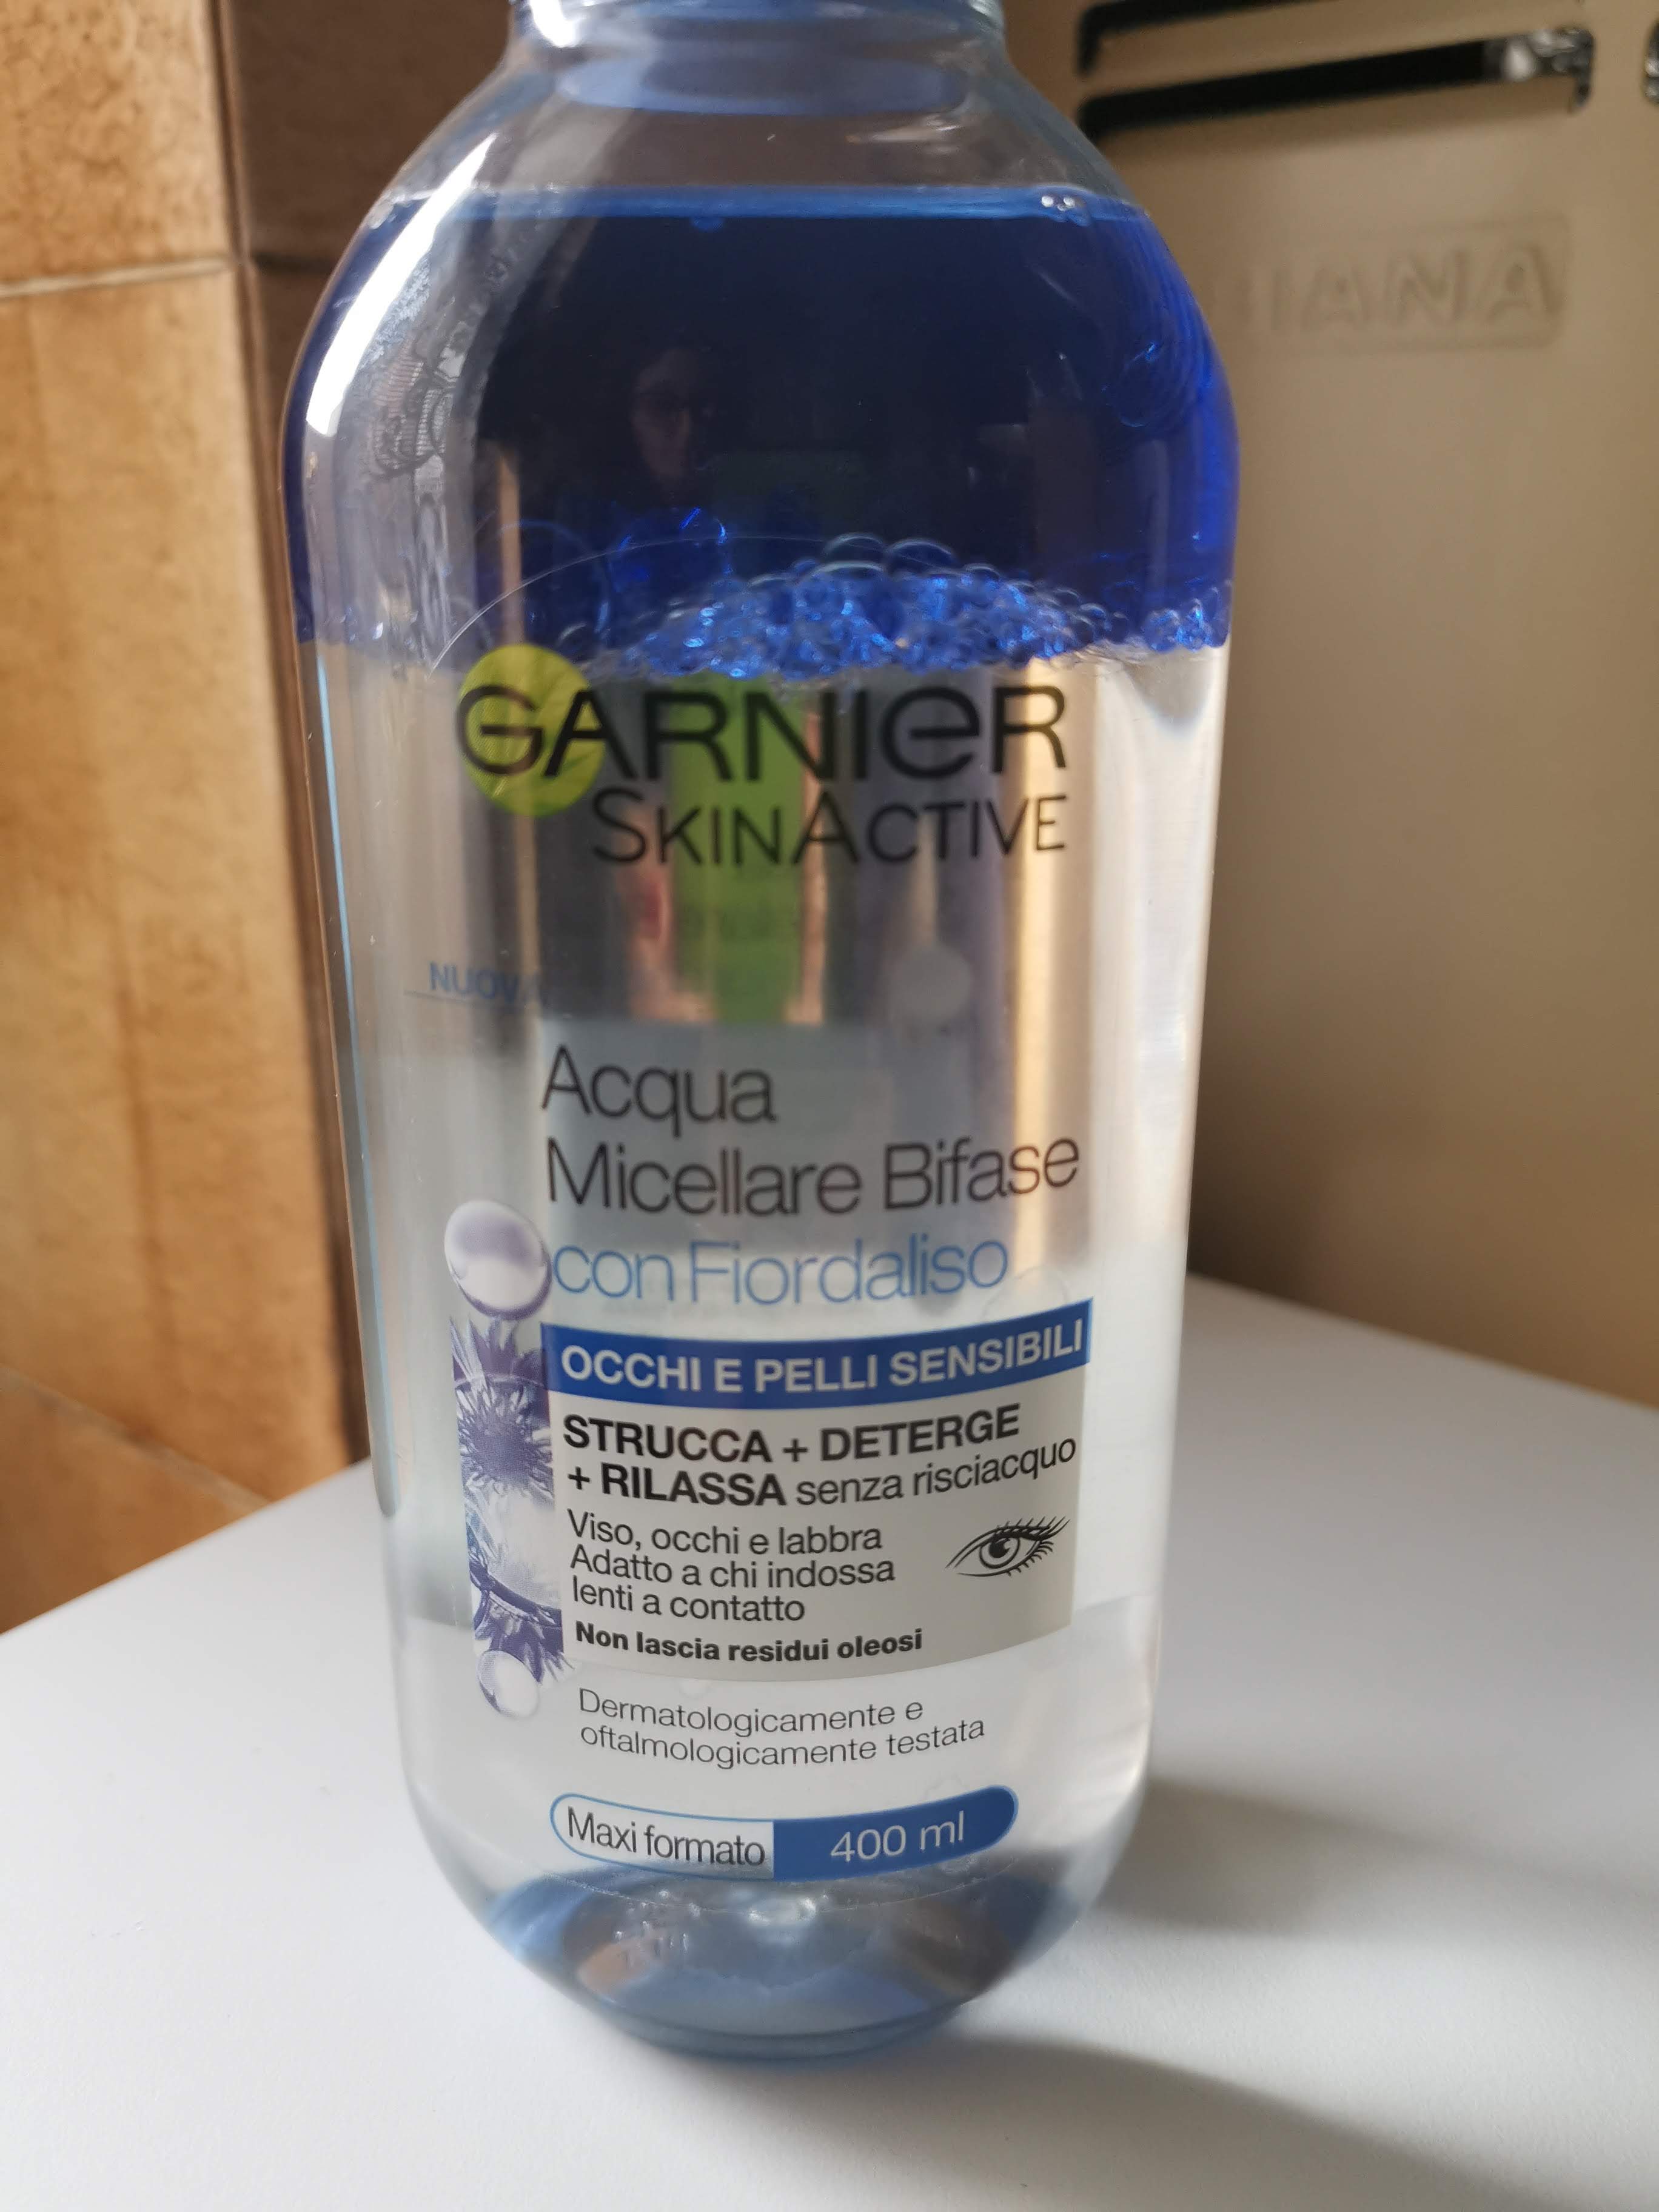 GARNIER
SKINACTIVE
NUOVA
Acqua
Micellare Bifase
con Fiordaliso
OCCHI E PELLI SENSIBILI
STRUCCA + DETERGE
+ RILASSA senza risciacquo
Viso, occhi e labbra
Adatto a chi indossa
lenti a contatto
Non lascia residui oleosi
Dermatologicamente e
oftalmologicamente testata
Maxi formato 400 ml